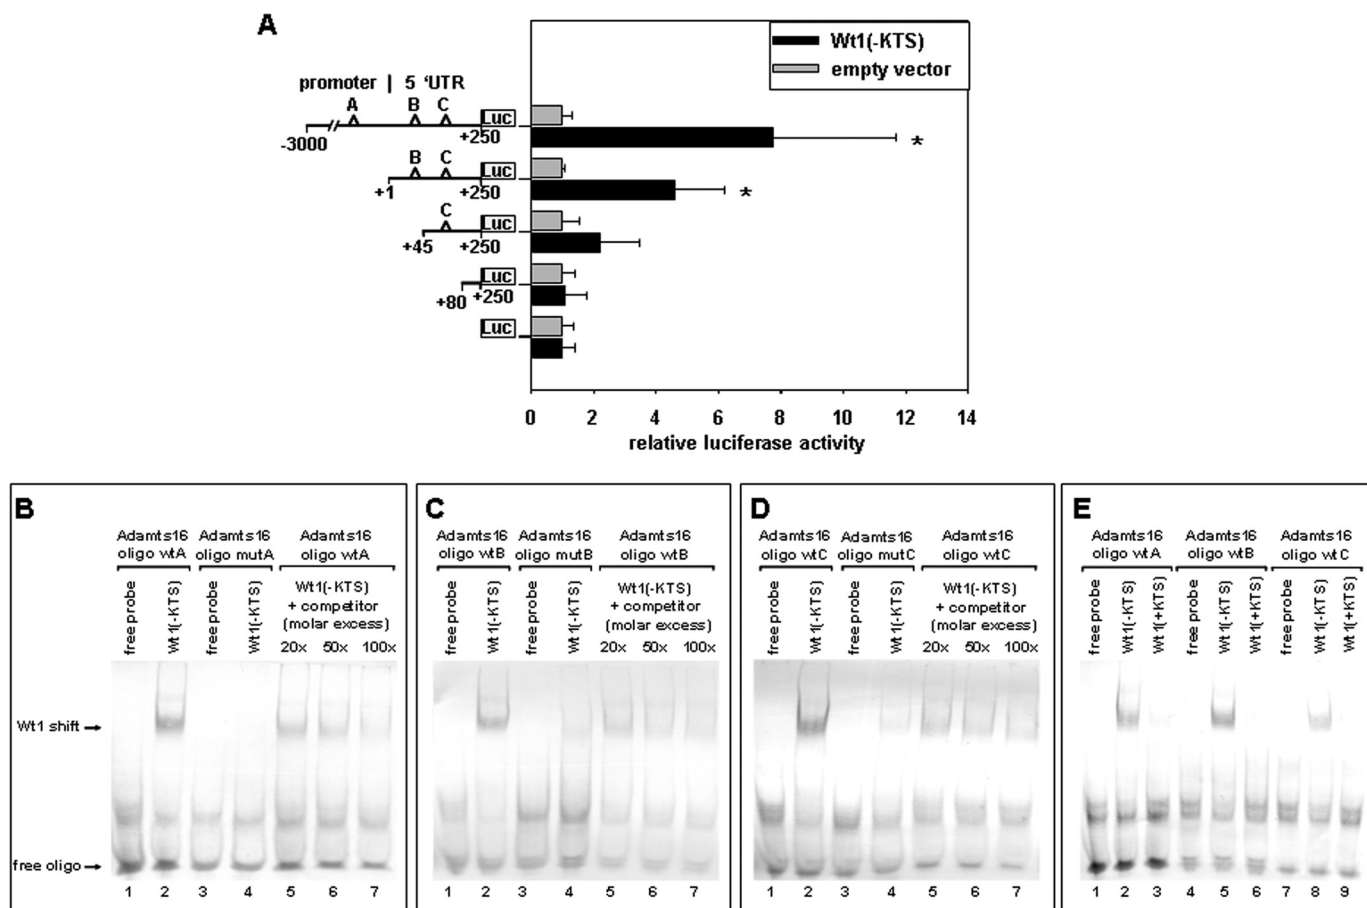 A
Wt1(-KTS)
empty vector
promoter | 5 ‘UTR
A B C
Luc
-3000 +250
B C
Luc
+1 +250
*
C
Luc
+45 +250
*
Luc
+80 +250
Luc
0 2 4 6 8 10 12 14
relative luciferase activity
B
Adamts16 oligo wtA
Adamts16 oligo mutA
Adamts16 oligo wtA
free probe
Wt1(-KTS)
free probe
Wt1(-KTS)
Wt1(-KTS)
+ competitor
(molar excess)
20x 50x 100x
Wt1 shift
free oligo
1 2 3 4 5 6 7
C
Adamts16 oligo wtB
Adamts16 oligo mutB
Adamts16 oligo wtB
free probe
Wt1(-KTS)
free probe
Wt1(-KTS)
Wt1(-KTS)
+ competitor
(molar excess)
20x 50x 100x
1 2 3 4 5 6 7
D
Adamts16 oligo wtC
Adamts16 oligo mutC
Adamts16 oligo wtC
free probe
Wt1(-KTS)
free probe
Wt1(-KTS)
Wt1(-KTS)
+ competitor
(molar excess)
20x 50x 100x
1 2 3 4 5 6 7
E
Adamts16 oligo wtA
Adamts16 oligo wtB
Adamts16 oligo wtC
free probe
Wt1(-KTS)
Wt1(+KTS)
free probe
Wt1(-KTS)
Wt1(+KTS)
free probe
Wt1(-KTS)
Wt1(+KTS)
1 2 3 4 5 6 7 8 9